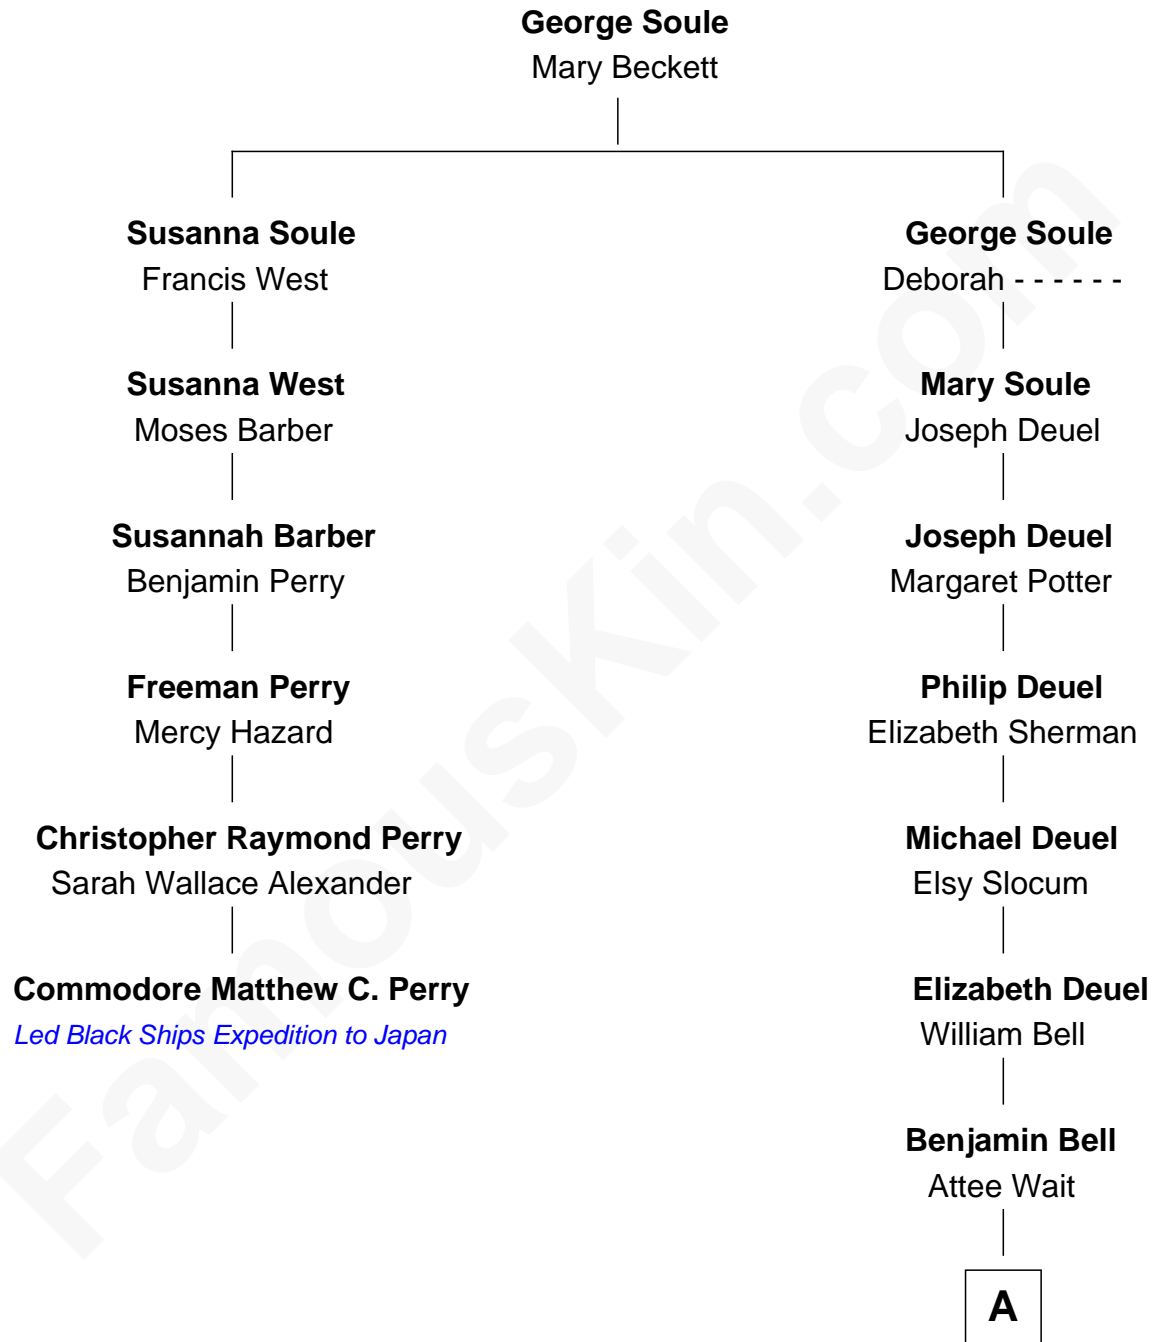 George Soule
Mary Beckett
Susanna Soule
Francis West
Susanna West
Moses Barber
Susannah Barber
Benjamin Perry
Freeman Perry
Mercy Hazard
Christopher Raymond Perry
Sarah Wallace Alexander
Commodore Matthew C. Perry
Led Black Ships Expedition to Japan
George Soule
Deborah - - - - - -
Mary Soule
Joseph Deuel
Joseph Deuel
Margaret Potter
Philip Deuel
Elizabeth Sherman
Michael Deuel
Elsy Slocum
Elizabeth Deuel
William Bell
Benjamin Bell
Attee Wait
A
FamousKin.com